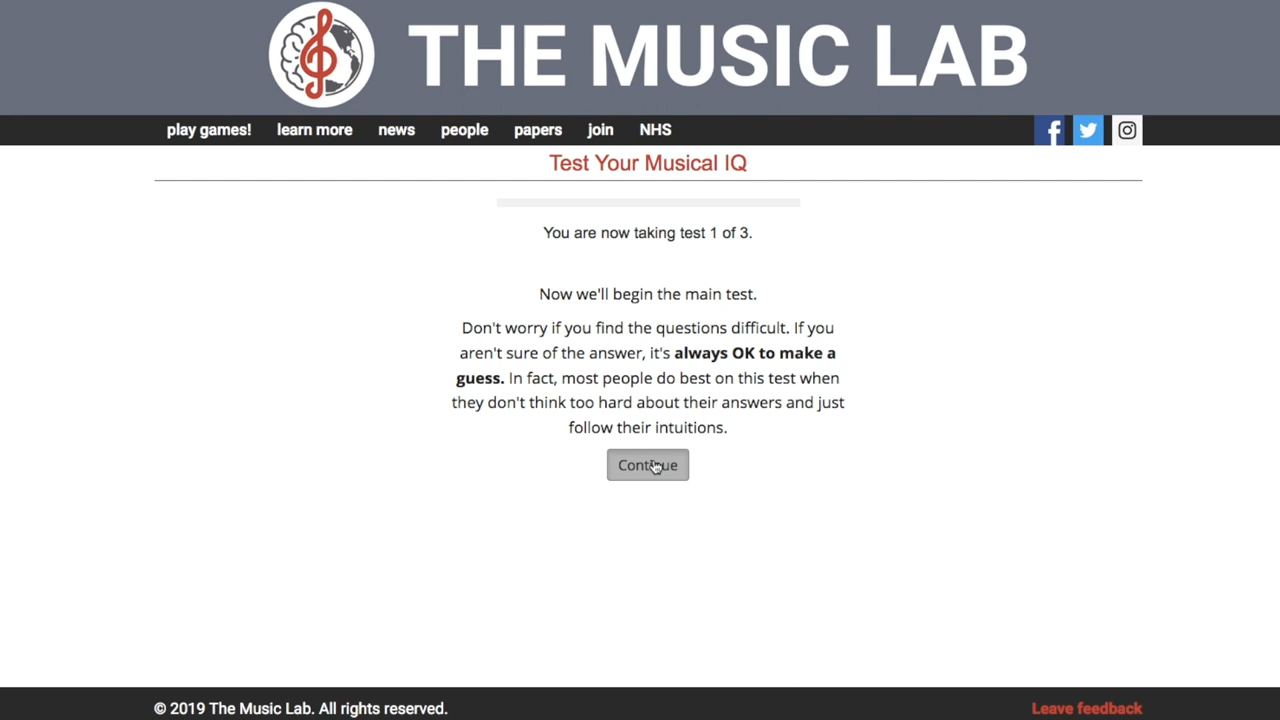 THE MUSIC LAB
play games! learn more news people papers join NHS
Test Your Musical IQ
You are now taking test 1 of 3.
Now we'll begin the main test.
Don't worry if you find the questions difficult. If you
aren't sure of the answer, it's always OK to make a
guess. In fact, most people do best on this test when
they don't think too hard about their answers and just
follow their intuitions.
Continue
© 2019 The Music Lab. All rights reserved.
Leave feedback